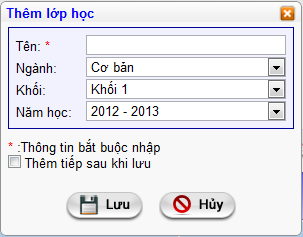 Thêm lớp học
Tên: *
Ngành: Cơ bản
Khối: Khối 1
Năm học: 2012 - 2013
* :Thông tin bắt buộc nhập
Thêm tiếp sau khi lưu
Lưu Hủy